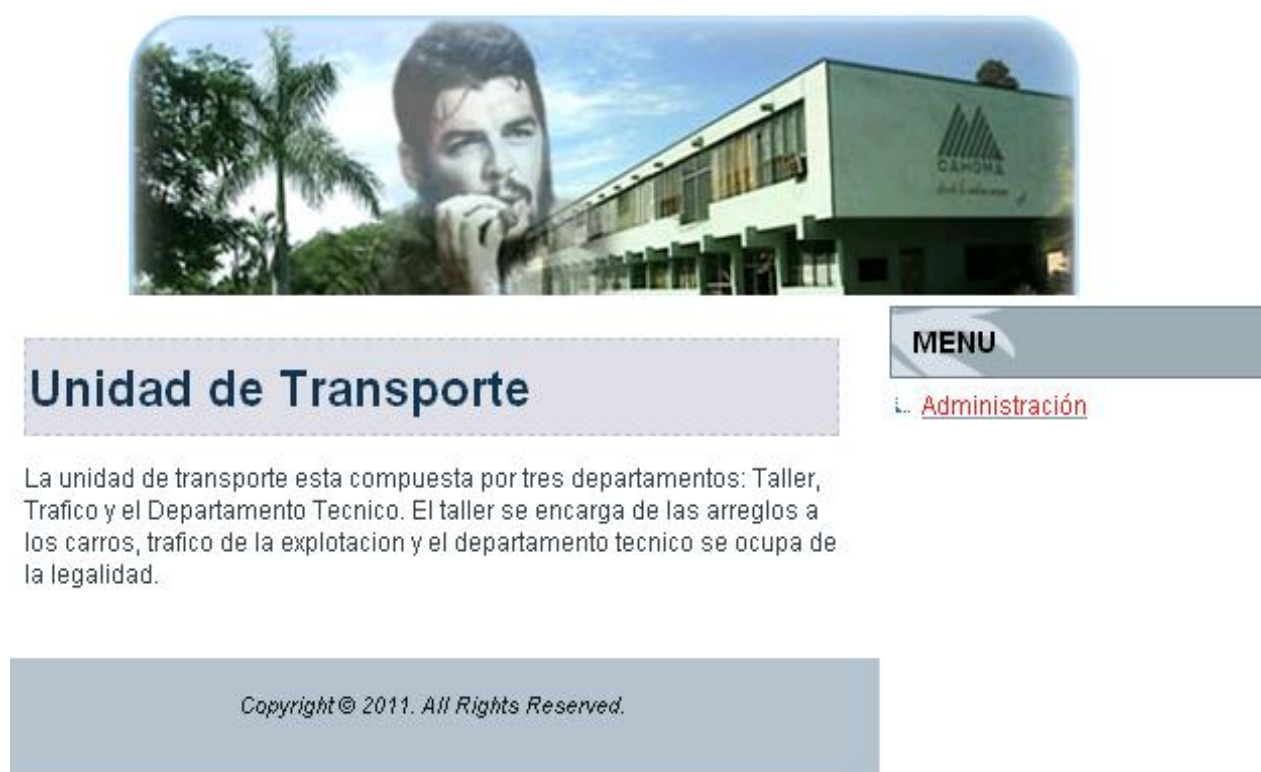 CAHOMA
Unidad de Transporte
La unidad de transporte esta compuesta por tres departamentos: Taller,
Trafico y el Departamento Tecnico. El taller se encarga de las arreglos a
los carros, trafico de la explotacion y el departamento tecnico se ocupa de
la legalidad.
MENU
Administración
Copyright © 2011. All Rights Reserved.